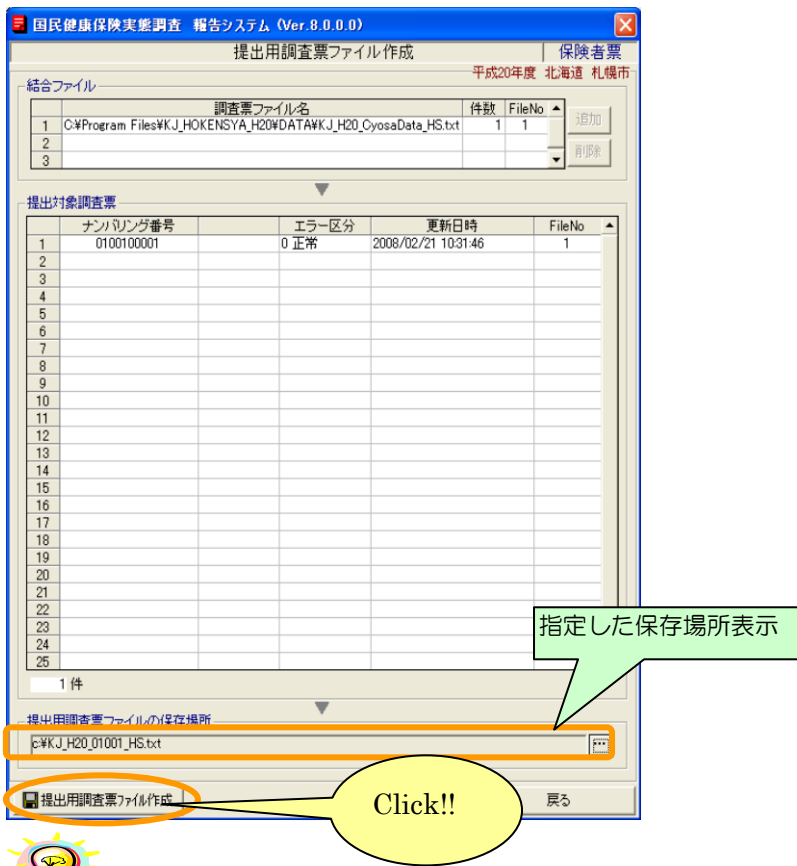 国民健康保険実態調査 報告システム (Ver.8.0.0.0)
提出用調査票ファイル作成 保険者票
平成20年度 北海道 札幌市
結合ファイル
調査票ファイル名 件数 FileNo
1 C:¥Program Files¥KJ_HOKENSYA_H20¥DATA¥KJ_H20_CyosaData_HS.txt 1 1
追加
2
3
削除
提出対象調査票
ナンバリング番号 エラー区分 更新日時 FileNo
1 0100100001 0 正常 2008/02/21 10:31:46 1
2
3
4
5
6
7
8
9
10
11
12
13
14
15
16
17
18
19
20
21
22
23
24
25
指定した保存場所表示
1 件
提出用調査票ファイルの保存場所
c:¥KJ_H20_01001_HS.txt ...
提出用調査票ファイル作成
Click!!
戻る